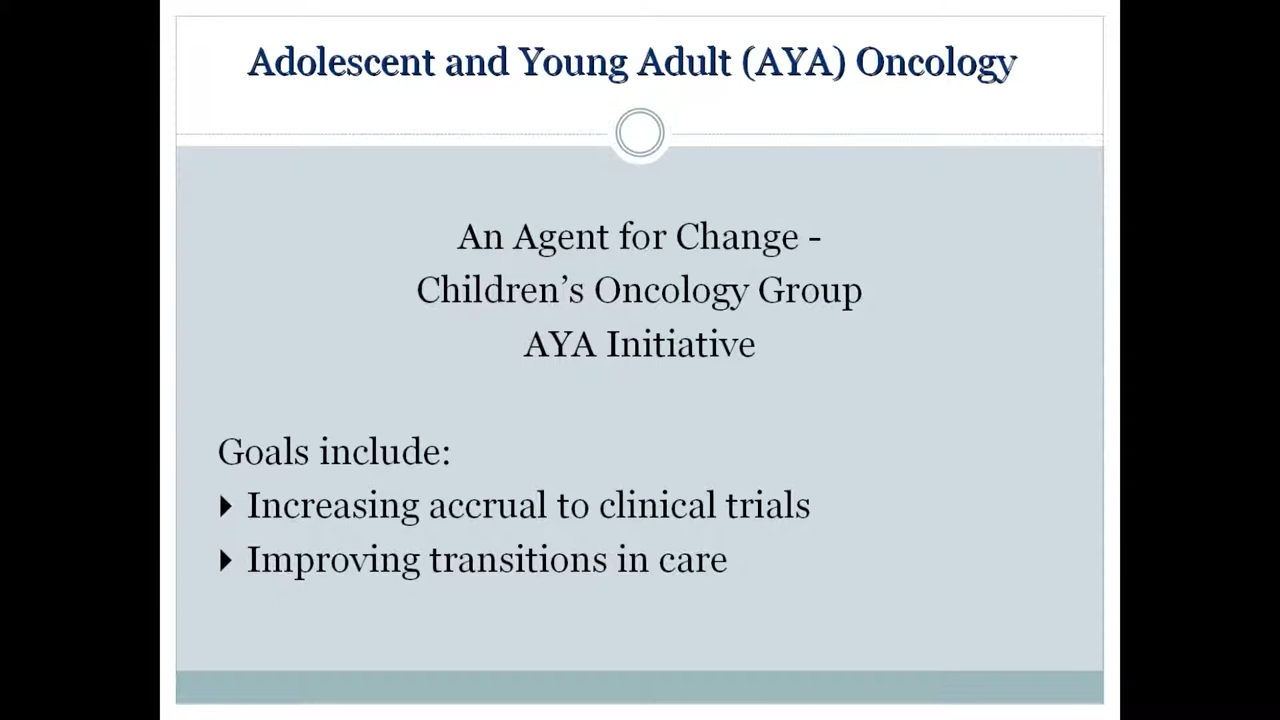 Adolescent and Young Adult (AYA) Oncology
An Agent for Change -
Children’s Oncology Group
AYA Initiative
Goals include:
Increasing accrual to clinical trials
Improving transitions in care